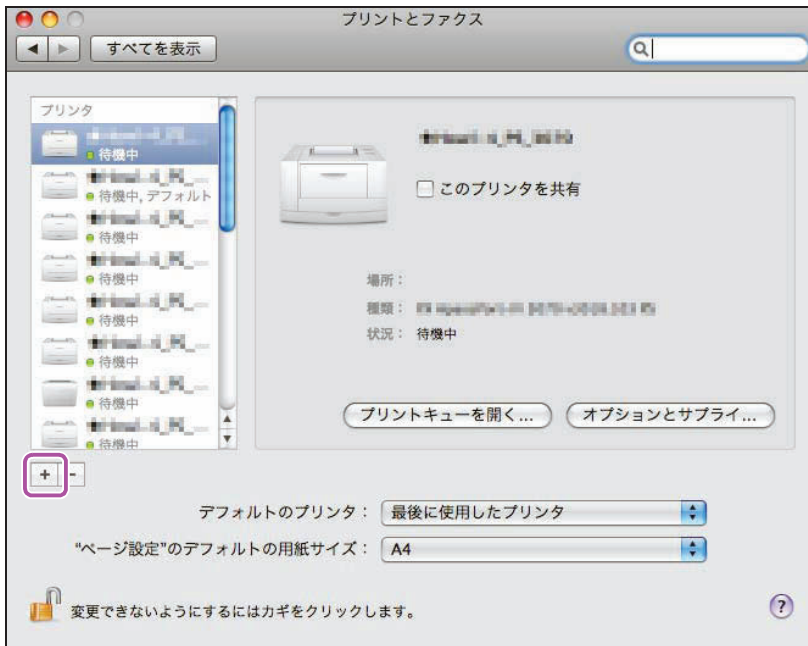 プリントとファクス
すべてを表示
プリンタ
待機中
待機中, デフォルト
待機中
待機中
待機中
待機中
待機中
待機中
このプリンタを共有
場所：
種類：
状況： 待機中
プリントキューを開く...
オプションとサプライ...
+ -
デフォルトのプリンタ： 最後に使用したプリンタ
“ページ設定”のデフォルトの用紙サイズ： A4
変更できないようにするにはカギをクリックします。
?